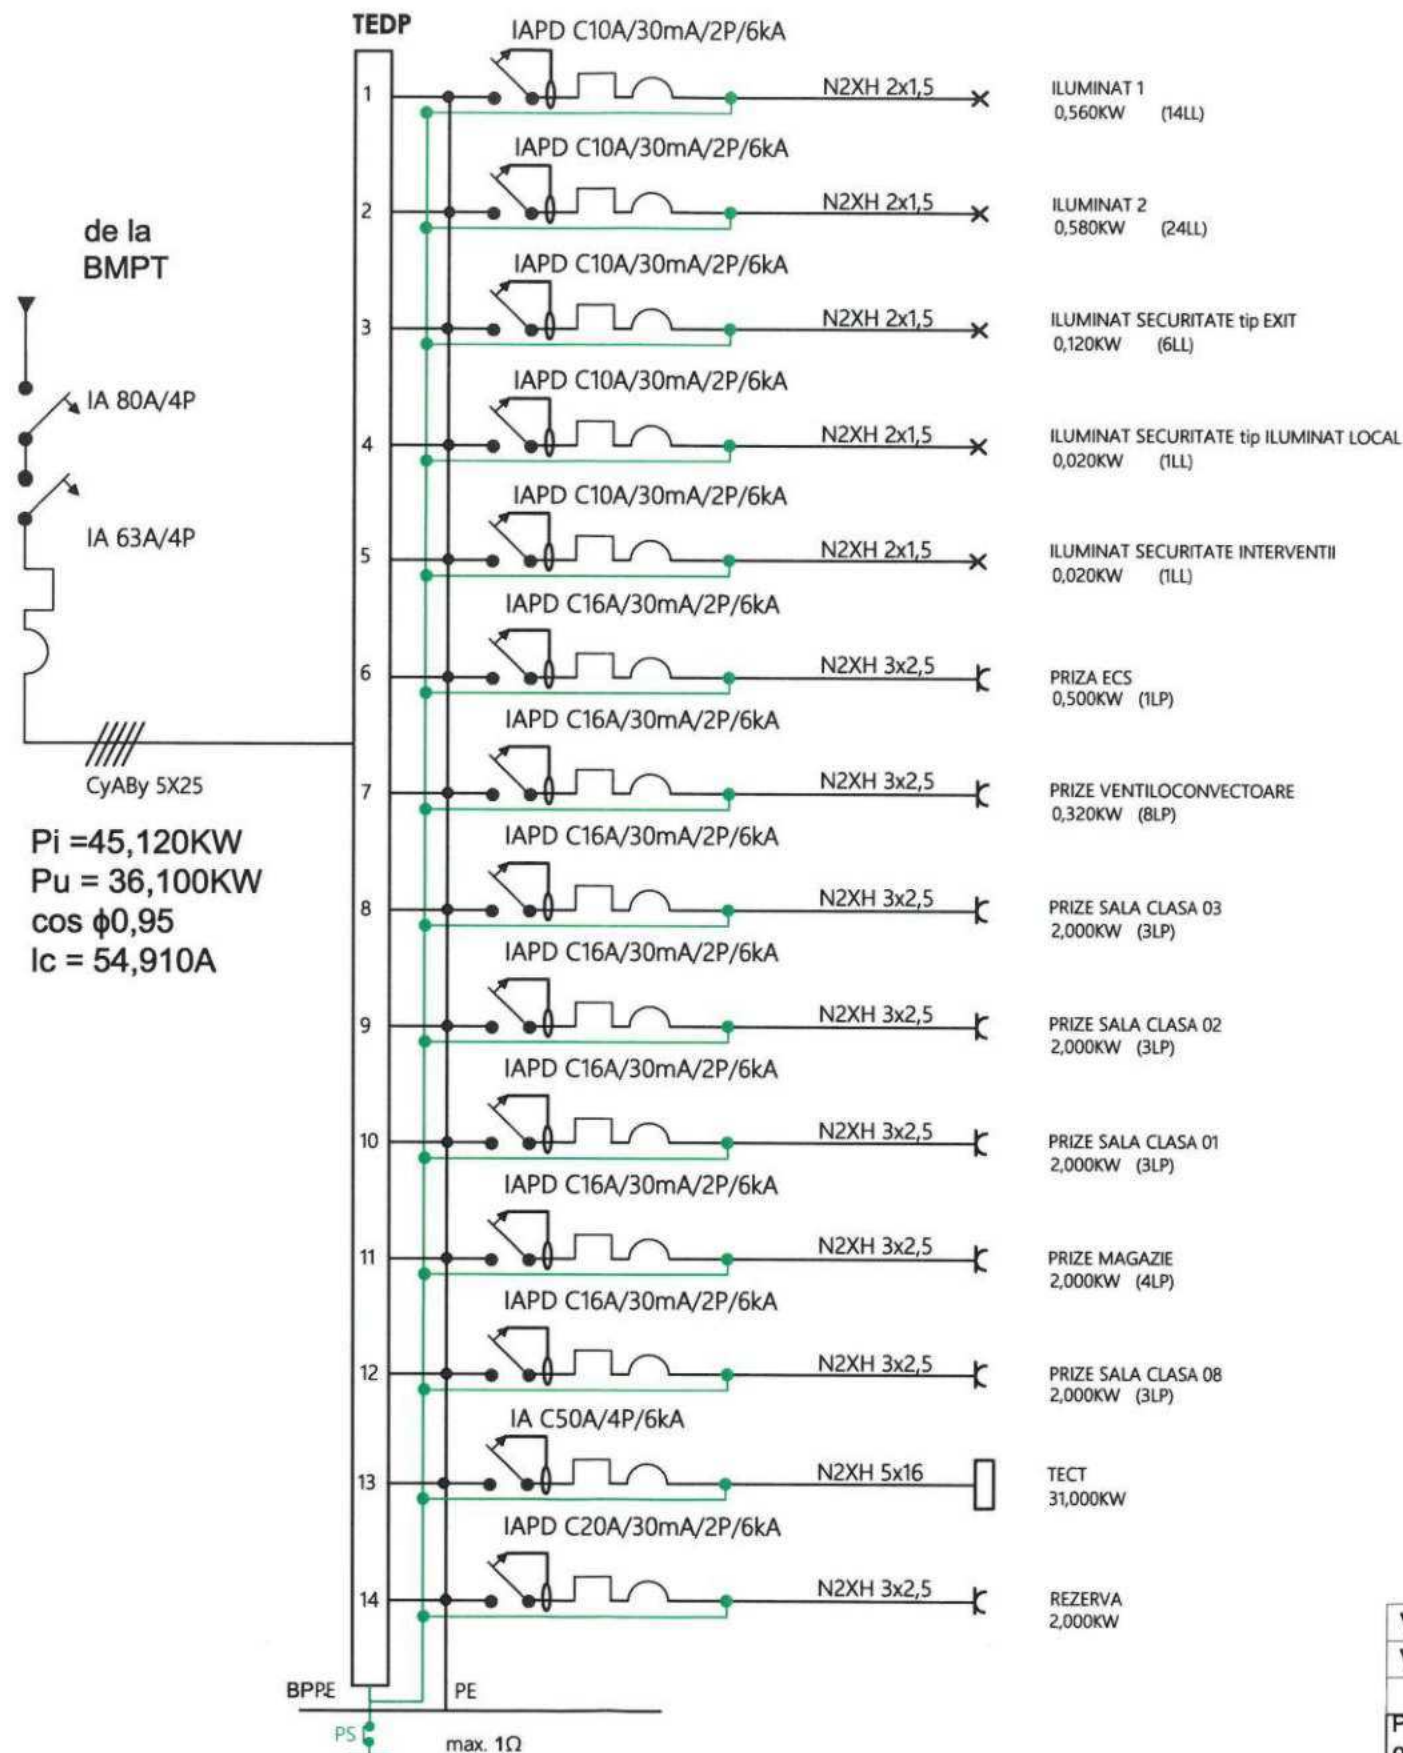 TEDP
de la
BMPT
IA 80A/4P
IA 63A/4P
CyABy 5X25
Pi =45,120KW
Pu = 36,100KW
cos ϕ0,95
Ic = 54,910A
IAPD C10A/30mA/2P/6kA
1
N2XH 2x1,5
ILUMINAT 1
0,560KW (14LL)
IAPD C10A/30mA/2P/6kA
2
N2XH 2x1,5
ILUMINAT 2
0,580KW (24LL)
IAPD C10A/30mA/2P/6kA
3
N2XH 2x1,5
ILUMINAT SECURITATE tip EXIT
0,120KW (6LL)
IAPD C10A/30mA/2P/6kA
4
N2XH 2x1,5
ILUMINAT SECURITATE tip ILUMINAT LOCAL
0,020KW (1LL)
IAPD C10A/30mA/2P/6kA
5
N2XH 2x1,5
ILUMINAT SECURITATE INTERVENTII
0,020KW (1LL)
IAPD C16A/30mA/2P/6kA
6
N2XH 3x2,5
PRIZA ECS
0,500KW (1LP)
IAPD C16A/30mA/2P/6kA
7
N2XH 3x2,5
PRIZE VENTILOCONVECTOARE
0,320KW (8LP)
IAPD C16A/30mA/2P/6kA
8
N2XH 3x2,5
PRIZE SALA CLASA 03
2,000KW (3LP)
IAPD C16A/30mA/2P/6kA
9
N2XH 3x2,5
PRIZE SALA CLASA 02
2,000KW (3LP)
IAPD C16A/30mA/2P/6kA
10
N2XH 3x2,5
PRIZE SALA CLASA 01
2,000KW (3LP)
IAPD C16A/30mA/2P/6kA
11
N2XH 3x2,5
PRIZE MAGAZIE
2,000KW (4LP)
IAPD C16A/30mA/2P/6kA
12
N2XH 3x2,5
PRIZE SALA CLASA 08
2,000KW (3LP)
IA C50A/4P/6kA
13
N2XH 5x16
TECT
31,000KW
IAPD C20A/30mA/2P/6kA
14
N2XH 3x2,5
REZERVA
2,000KW
BPPE
PE
PS
max. 1Ω